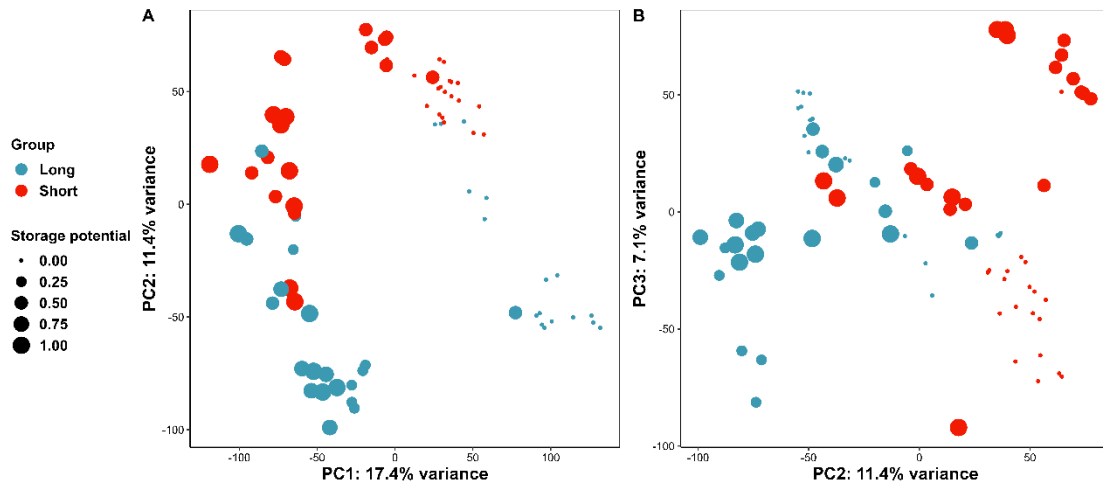 A
B
Group
Long
Short
Storage potential
0.00
0.25
0.50
0.75
1.00
PC2: 11.4% variance
50
0
-50
-100
-100
-50
0
50
100
PC1: 17.4% variance
PC3: 7.1% variance
50
0
-50
-100
-100
-50
0
50
PC2: 11.4% variance